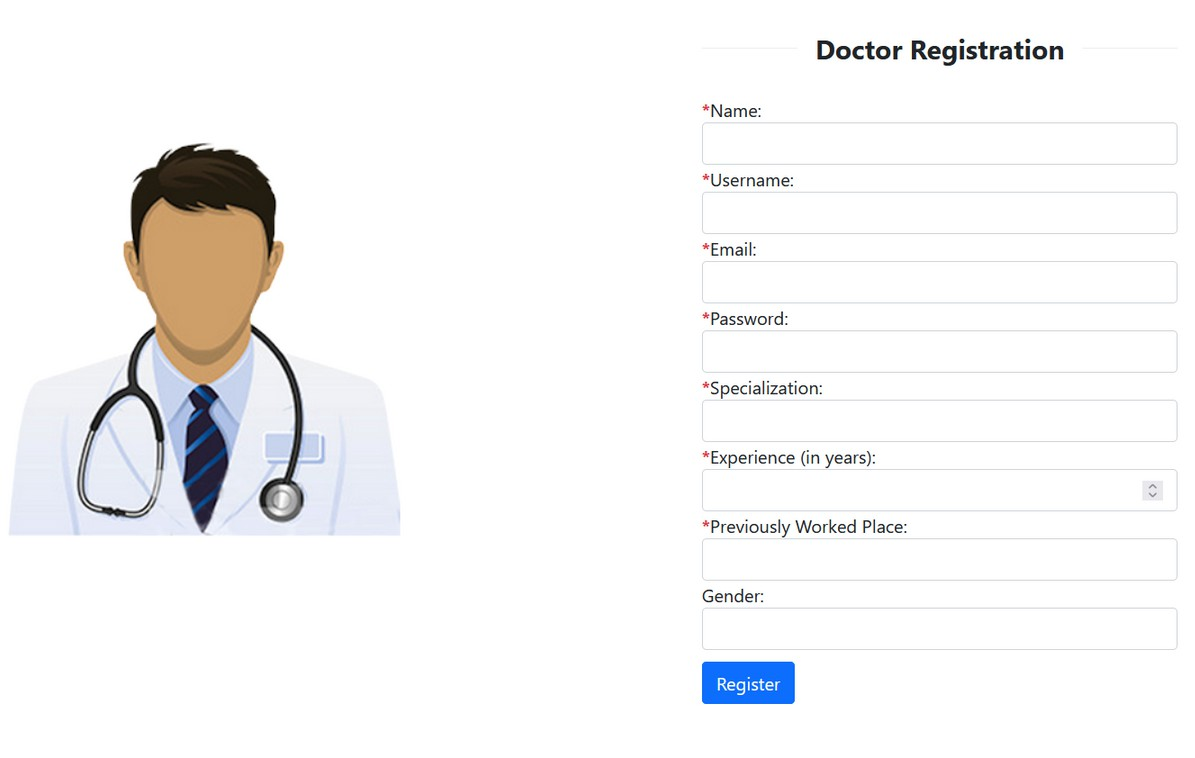 Doctor Registration
*Name:
*Username:
*Email:
*Password:
*Specialization:
*Experience (in years):
*Previously Worked Place:
Gender:
Register